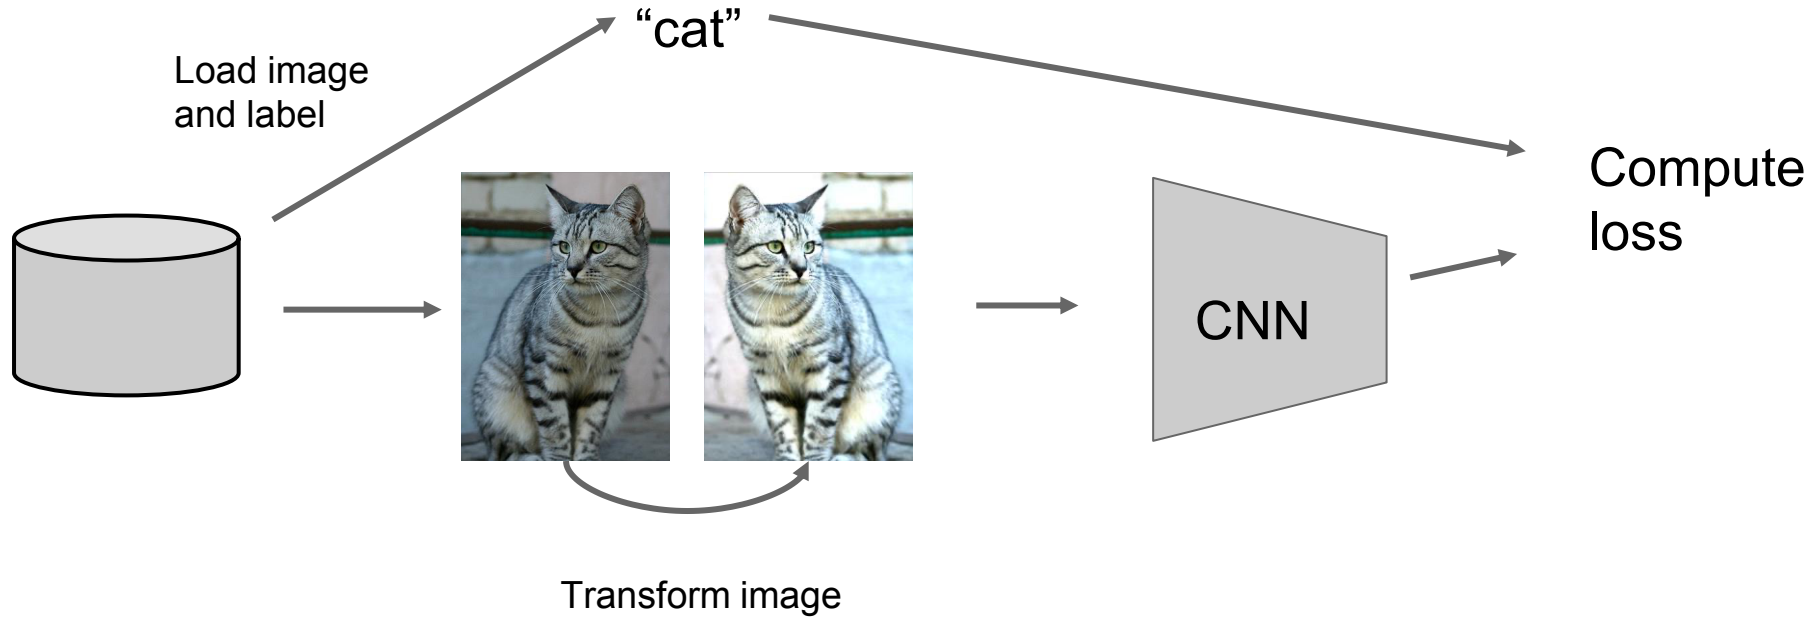 “cat”
Load image
and label
Compute
loss
CNN
Transform image